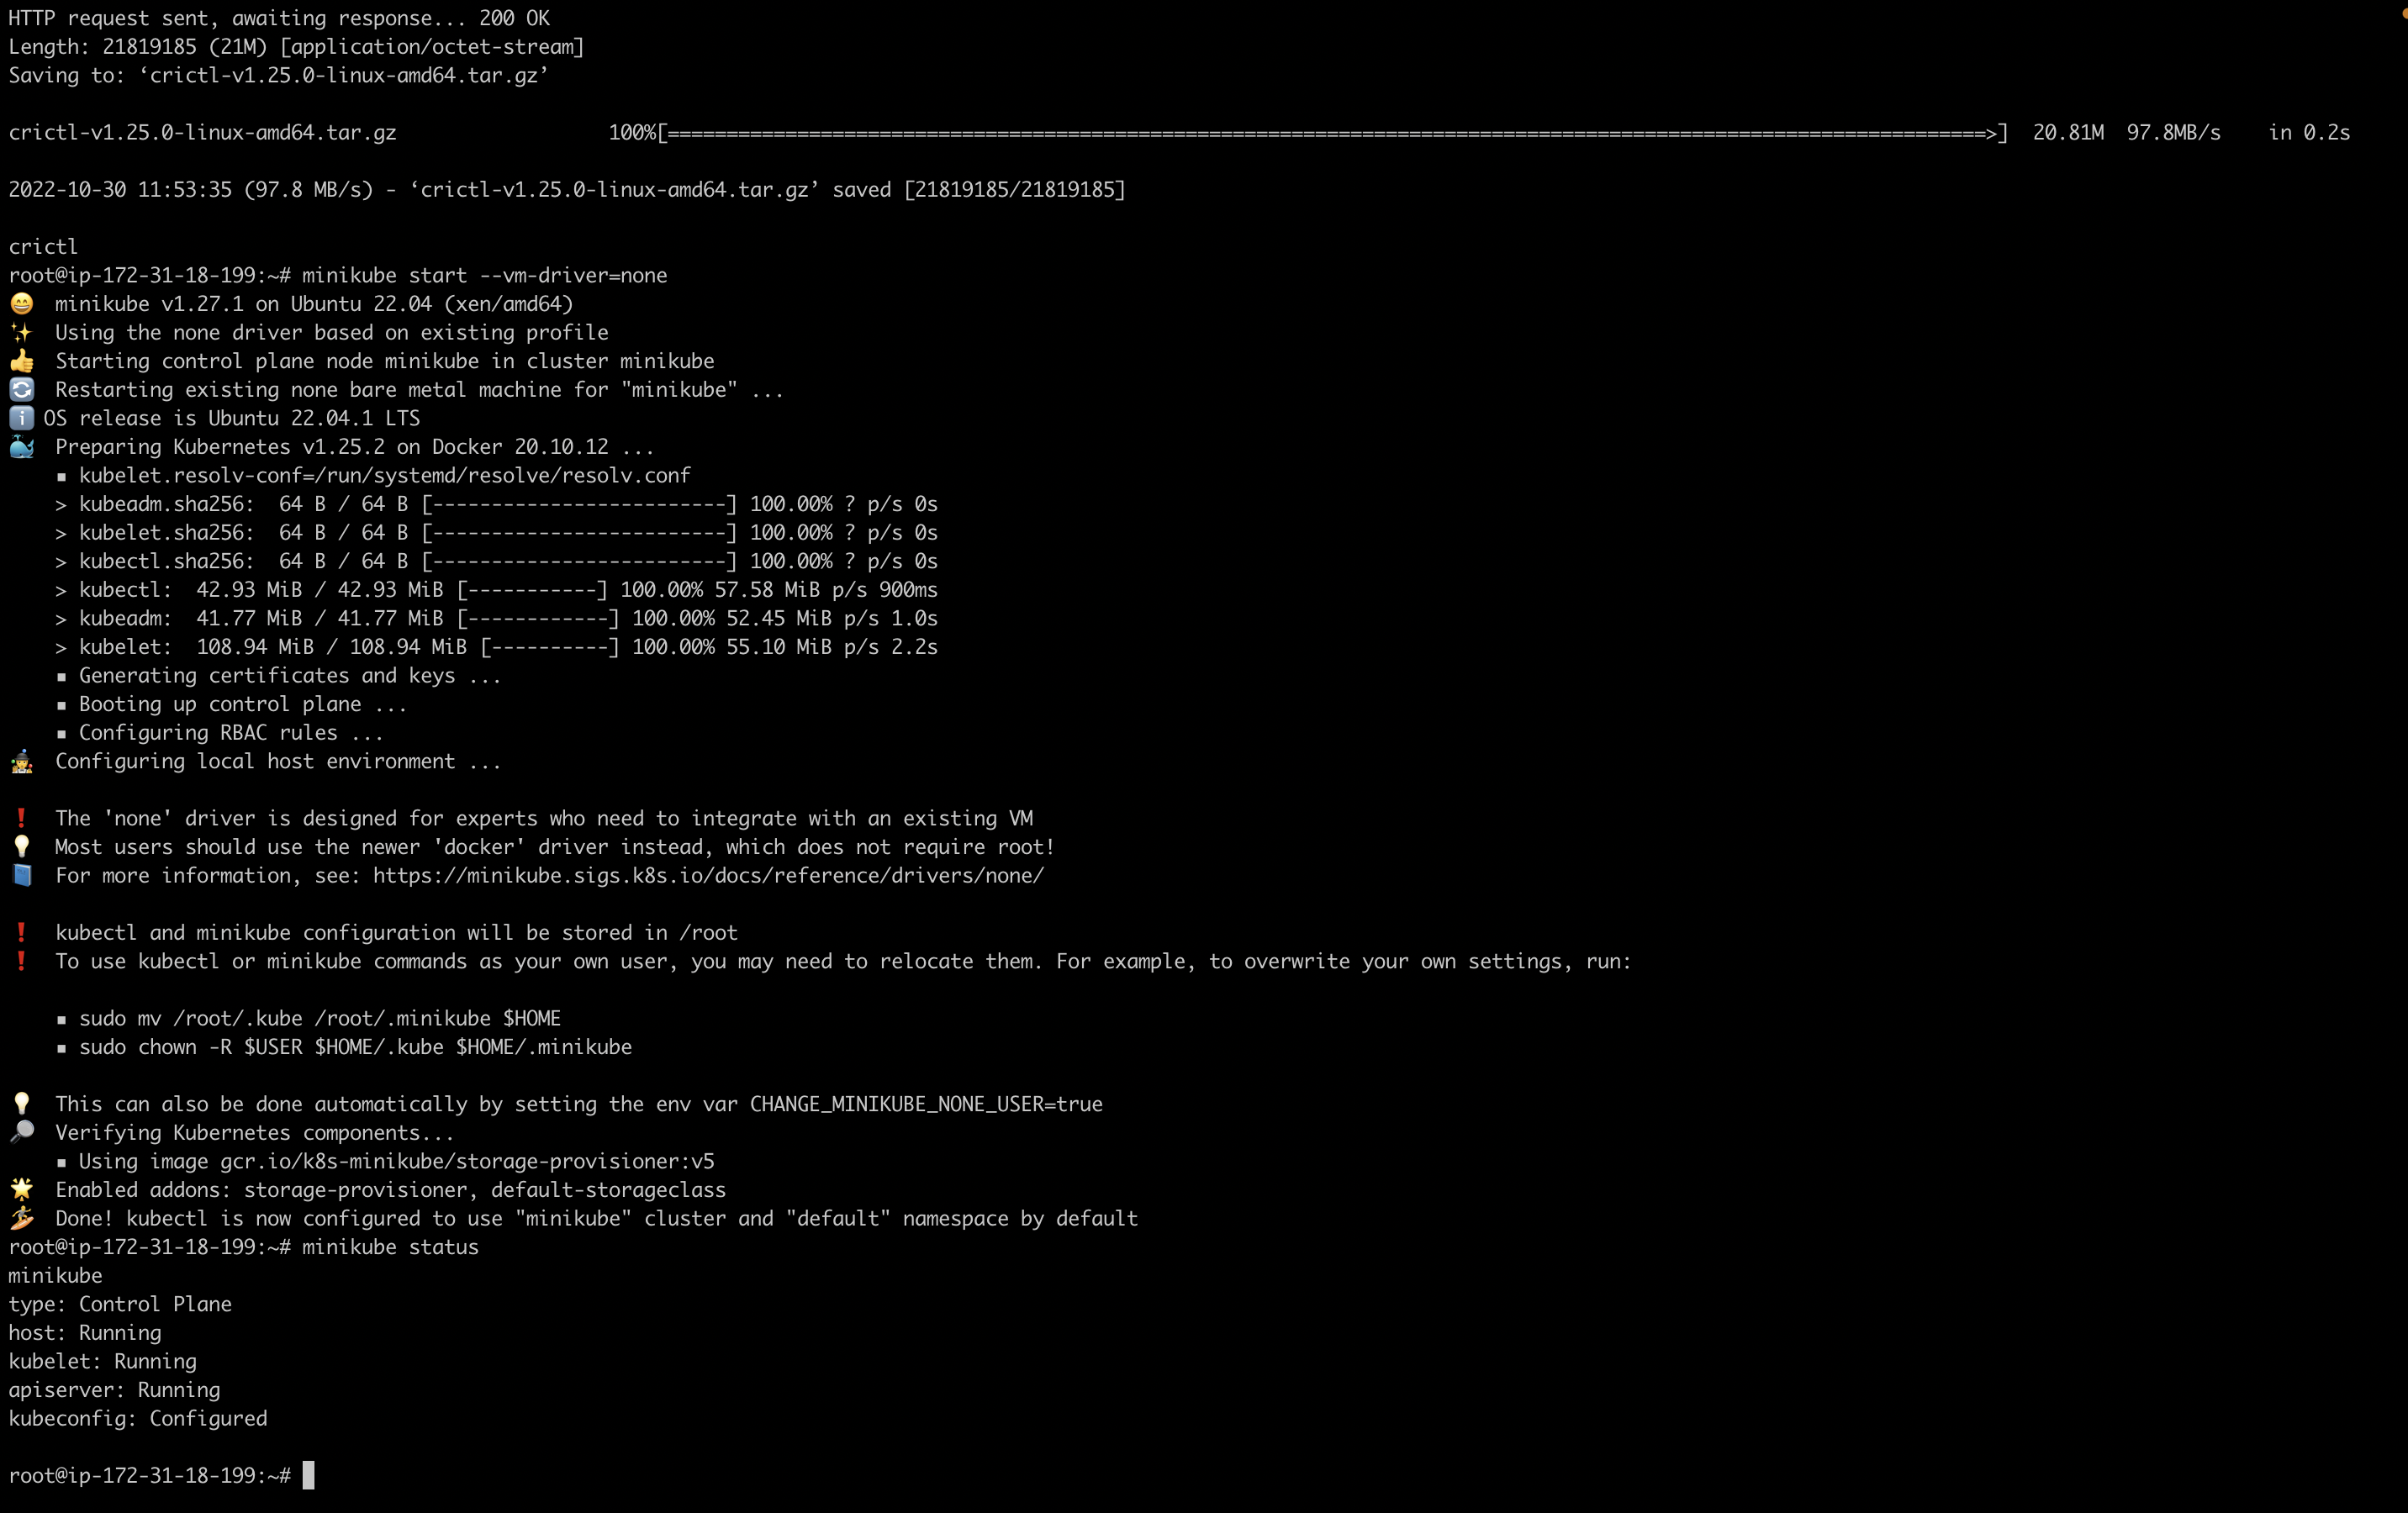 HTTP request sent, awaiting response... 200 OK
Length: 21819185 (21M) [application/octet-stream]
Saving to: ‘crictl-v1.25.0-linux-amd64.tar.gz’
crictl-v1.25.0-linux-amd64.tar.gz 100%[================================================================================================================>] 20.81M 97.8MB/s in 0.2s
2022-10-30 11:53:35 (97.8 MB/s) - ‘crictl-v1.25.0-linux-amd64.tar.gz’ saved [21819185/21819185]
crictl
root@ip-172-31-18-199:~# minikube start --vm-driver=none
😄 minikube v1.27.1 on Ubuntu 22.04 (xen/amd64)
✨ Using the none driver based on existing profile
👍 Starting control plane node minikube in cluster minikube
🔄 Restarting existing none bare metal machine for "minikube" ...
ℹ️ OS release is Ubuntu 22.04.1 LTS
🐳 Preparing Kubernetes v1.25.2 on Docker 20.10.12 ...
▪ kubelet.resolv-conf=/run/systemd/resolve/resolv.conf
> kubeadm.sha256: 64 B / 64 B [-------------------------] 100.00% ? p/s 0s
> kubelet.sha256: 64 B / 64 B [-------------------------] 100.00% ? p/s 0s
> kubectl.sha256: 64 B / 64 B [-------------------------] 100.00% ? p/s 0s
> kubectl: 42.93 MiB / 42.93 MiB [-----------] 100.00% 57.58 MiB p/s 900ms
> kubeadm: 41.77 MiB / 41.77 MiB [------------] 100.00% 52.45 MiB p/s 1.0s
> kubelet: 108.94 MiB / 108.94 MiB [----------] 100.00% 55.10 MiB p/s 2.2s
▪ Generating certificates and keys ...
▪ Booting up control plane ...
▪ Configuring RBAC rules ...
🤹 Configuring local host environment ...
❗ The 'none' driver is designed for experts who need to integrate with an existing VM
💡 Most users should use the newer 'docker' driver instead, which does not require root!
📘 For more information, see: https://minikube.sigs.k8s.io/docs/reference/drivers/none/
❗ kubectl and minikube configuration will be stored in /root
❗ To use kubectl or minikube commands as your own user, you may need to relocate them. For example, to overwrite your own settings, run:
▪ sudo mv /root/.kube /root/.minikube $HOME
▪ sudo chown -R $USER $HOME/.kube $HOME/.minikube
💡 This can also be done automatically by setting the env var CHANGE_MINIKUBE_NONE_USER=true
🔎 Verifying Kubernetes components...
▪ Using image gcr.io/k8s-minikube/storage-provisioner:v5
🌟 Enabled addons: storage-provisioner, default-storageclass
🏄 Done! kubectl is now configured to use "minikube" cluster and "default" namespace by default
root@ip-172-31-18-199:~# minikube status
minikube
type: Control Plane
host: Running
kubelet: Running
apiserver: Running
kubeconfig: Configured
root@ip-172-31-18-199:~#